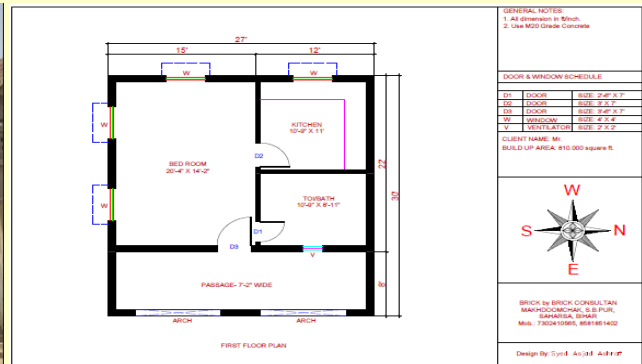 27'
15'
12'
W
W
W
W
KITCHEN
10'-9" X 11'
D2
BED ROOM
20'-4" X 14'-2"
TOI/BATH
10'-9" X 8'-11"
D1
D3
V
22'
30'
8'
PASSAGE- 7'-2" WIDE
ARCH
ARCH
FIRST FLOOR PLAN
GENERAL NOTES:
1. All dimension in ft/inch.
2. Use M20 Grade Concrete
DOOR & WINDOW SCHEDULE
D1 DOOR SIZE: 2'-6" X 7'
D2 DOOR SIZE: 3' X 7'
D3 DOOR SIZE: 3'-6" X 7'
W WINDOW SIZE: 4' X 4'
V VENTILATOR SIZE: 2' X 2'
CLIENT NAME: Mr.
BUILD UP AREA: 810.000 square ft.
W
S N
E
BRICK by BRICK CONSULTAN
MAKHDOOMCHAK, S.B.PUR,
SAHARSA, BIHAR
Mob.: 7302410565, 8581851402
Design By: Syed Asjad Ashraf